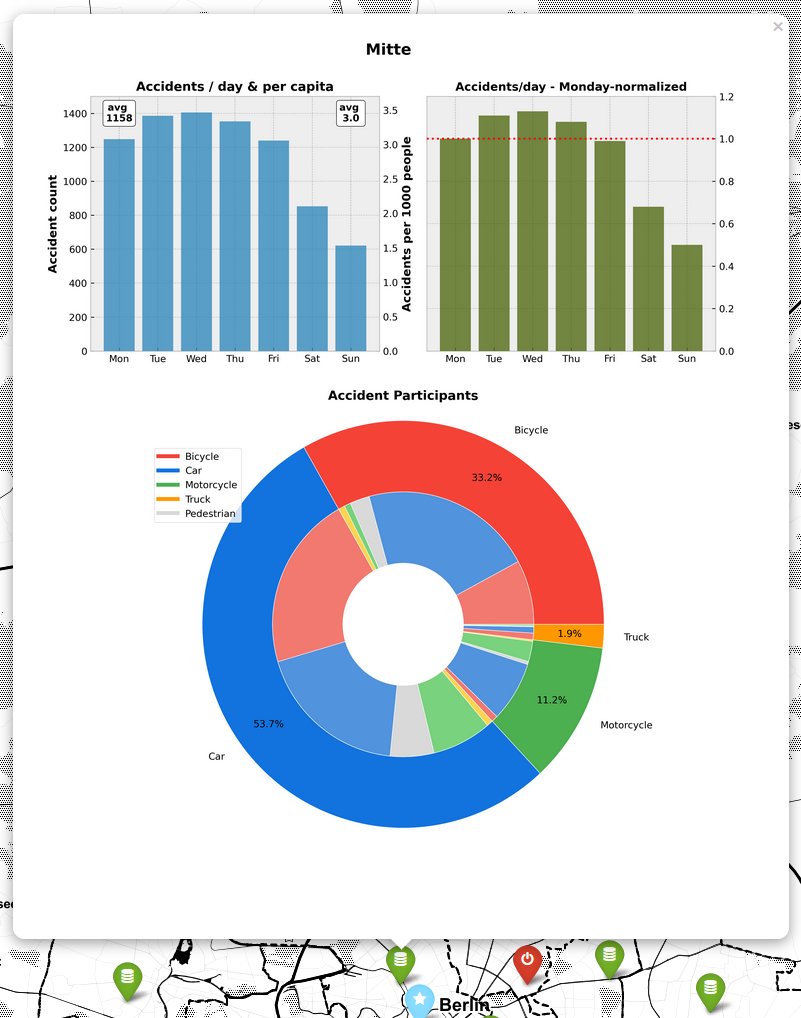 ×
Mitte
Accidents / day & per capita
avg
1158
avg
3.0
Accident count
1400
1200
1000
800
600
400
200
0
3.5
3.0
2.5
2.0
1.5
1.0
0.5
0.0
Accidents per 1000 people
Mon Tue Wed Thu Fri Sat Sun
Accidents/day - Monday-normalized
1.2
1.0
0.8
0.6
0.4
0.2
0.0
Mon Tue Wed Thu Fri Sat Sun
Accident Participants
Bicycle
Car
Motorcycle
Truck
Pedestrian
Bicycle
33.2%
Truck
1.9%
11.2%
Motorcycle
53.7%
Car
Berlin